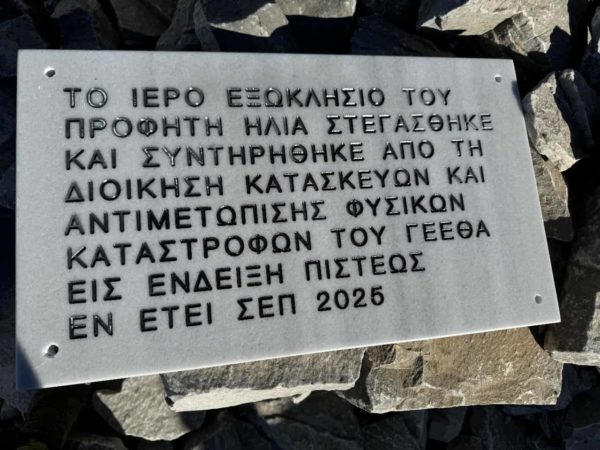 ΤΟ ΙΕΡΟ ΕΞΩΚΛΗΣΙΟ ΤΟΥ
ΠΡΟΦΗΤΗ ΗΛΙΑ ΣΤΕΓΑΣΘΗΚΕ
ΚΑΙ ΣΥΝΤΗΡΗΘΗΚΕ ΑΠΟ ΤΗ
ΔΙΟΙΚΗΣΗ ΚΑΤΑΣΚΕΥΩΝ ΚΑΙ
ΑΝΤΙΜΕΤΩΠΙΣΗΣ ΦΥΣΙΚΩΝ
ΚΑΤΑΣΤΡΟΦΩΝ ΤΟΥ ΓΕΕΘΑ
ΕΙΣ ΕΝΔΕΙΞΗ ΠΙΣΤΕΩΣ
ΕΝ ΕΤΕΙ ΣΕΠ 2025